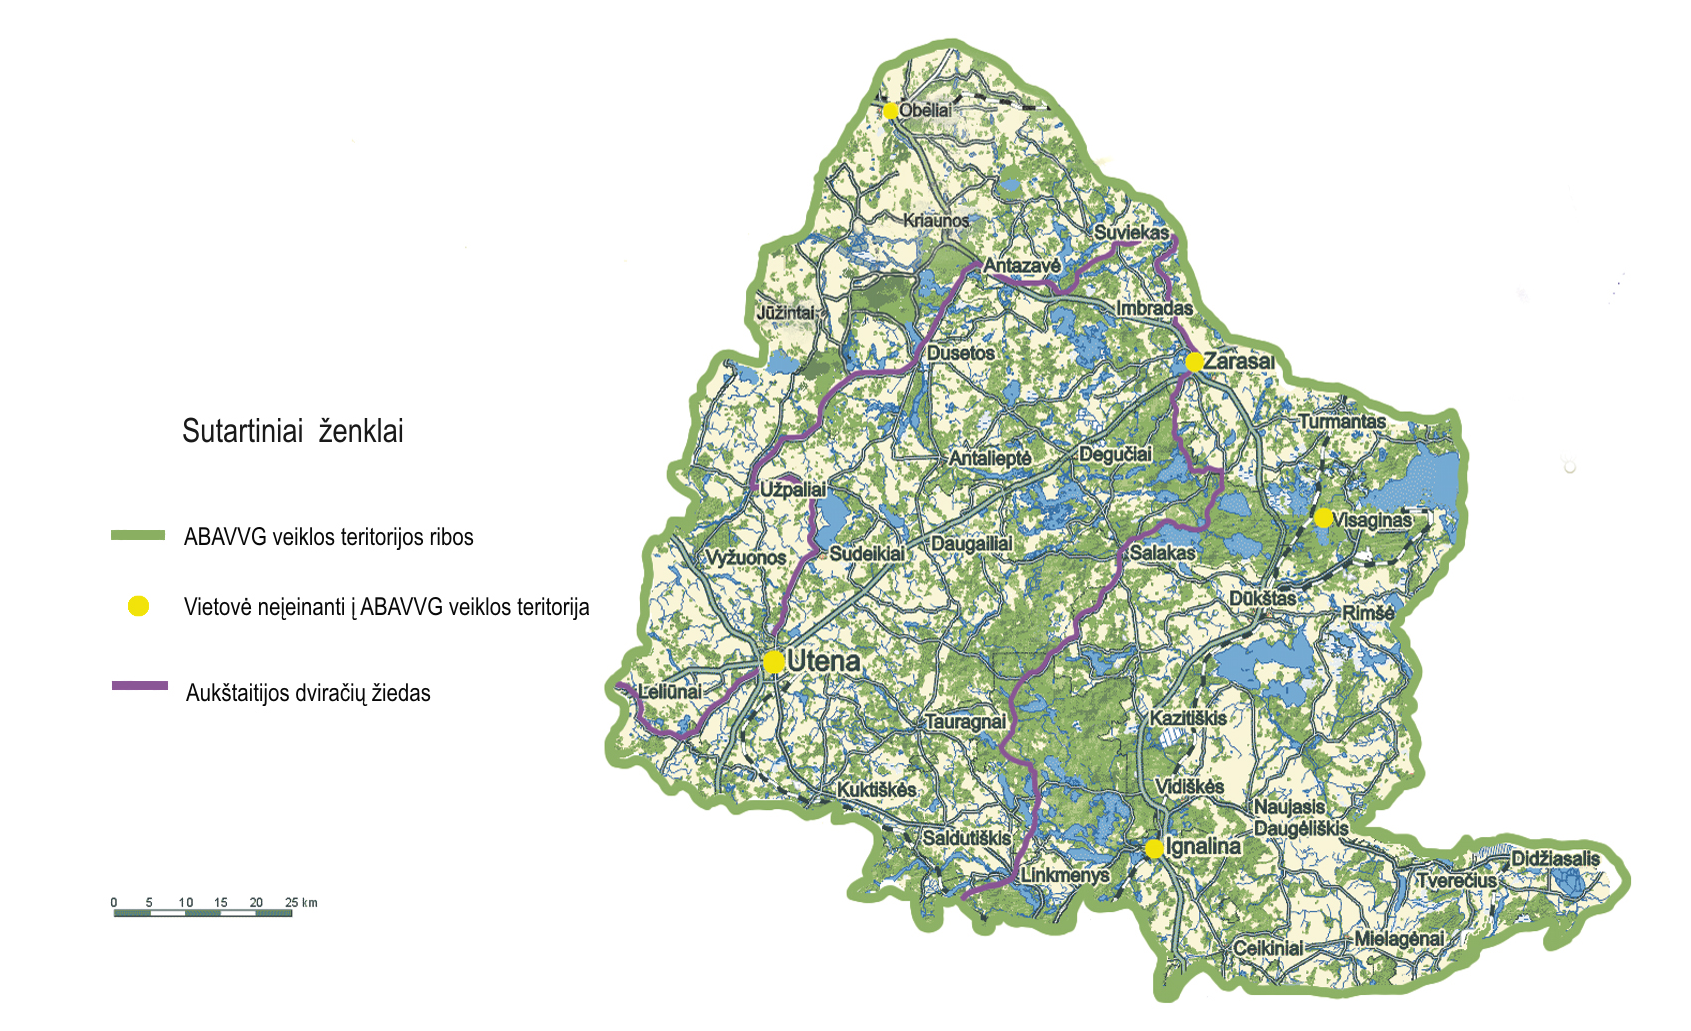 Obeliai
Kriaunos
Suviekas
Antazavė
Imbradas
Jūžintai
Dusetos
Zarasai
Turmantas
Sutartiniai ženklai
Antalieptė
Degučiai
Užpaliai
Visaginas
ABAVVG veiklos teritorijos ribos
Vyžuonos
Sudeikiai
Daugailiai
Salakas
Dūkštas
Rimšė
Vietovė neįeinanti į ABAVVG veiklos teritorija
Utena
Leliūnai
Aukštaitijos dviračių žiedas
Tauragnai
Kazitiškis
Kuktiškės
Vidiškės
Naujasis
Daugėliškis
Saldutiškis
Ignalina
Didžiasalis
Linkmenys
Tverečius
0 5 10 15 20 25 km
Ceikiniai
Mielagėnai